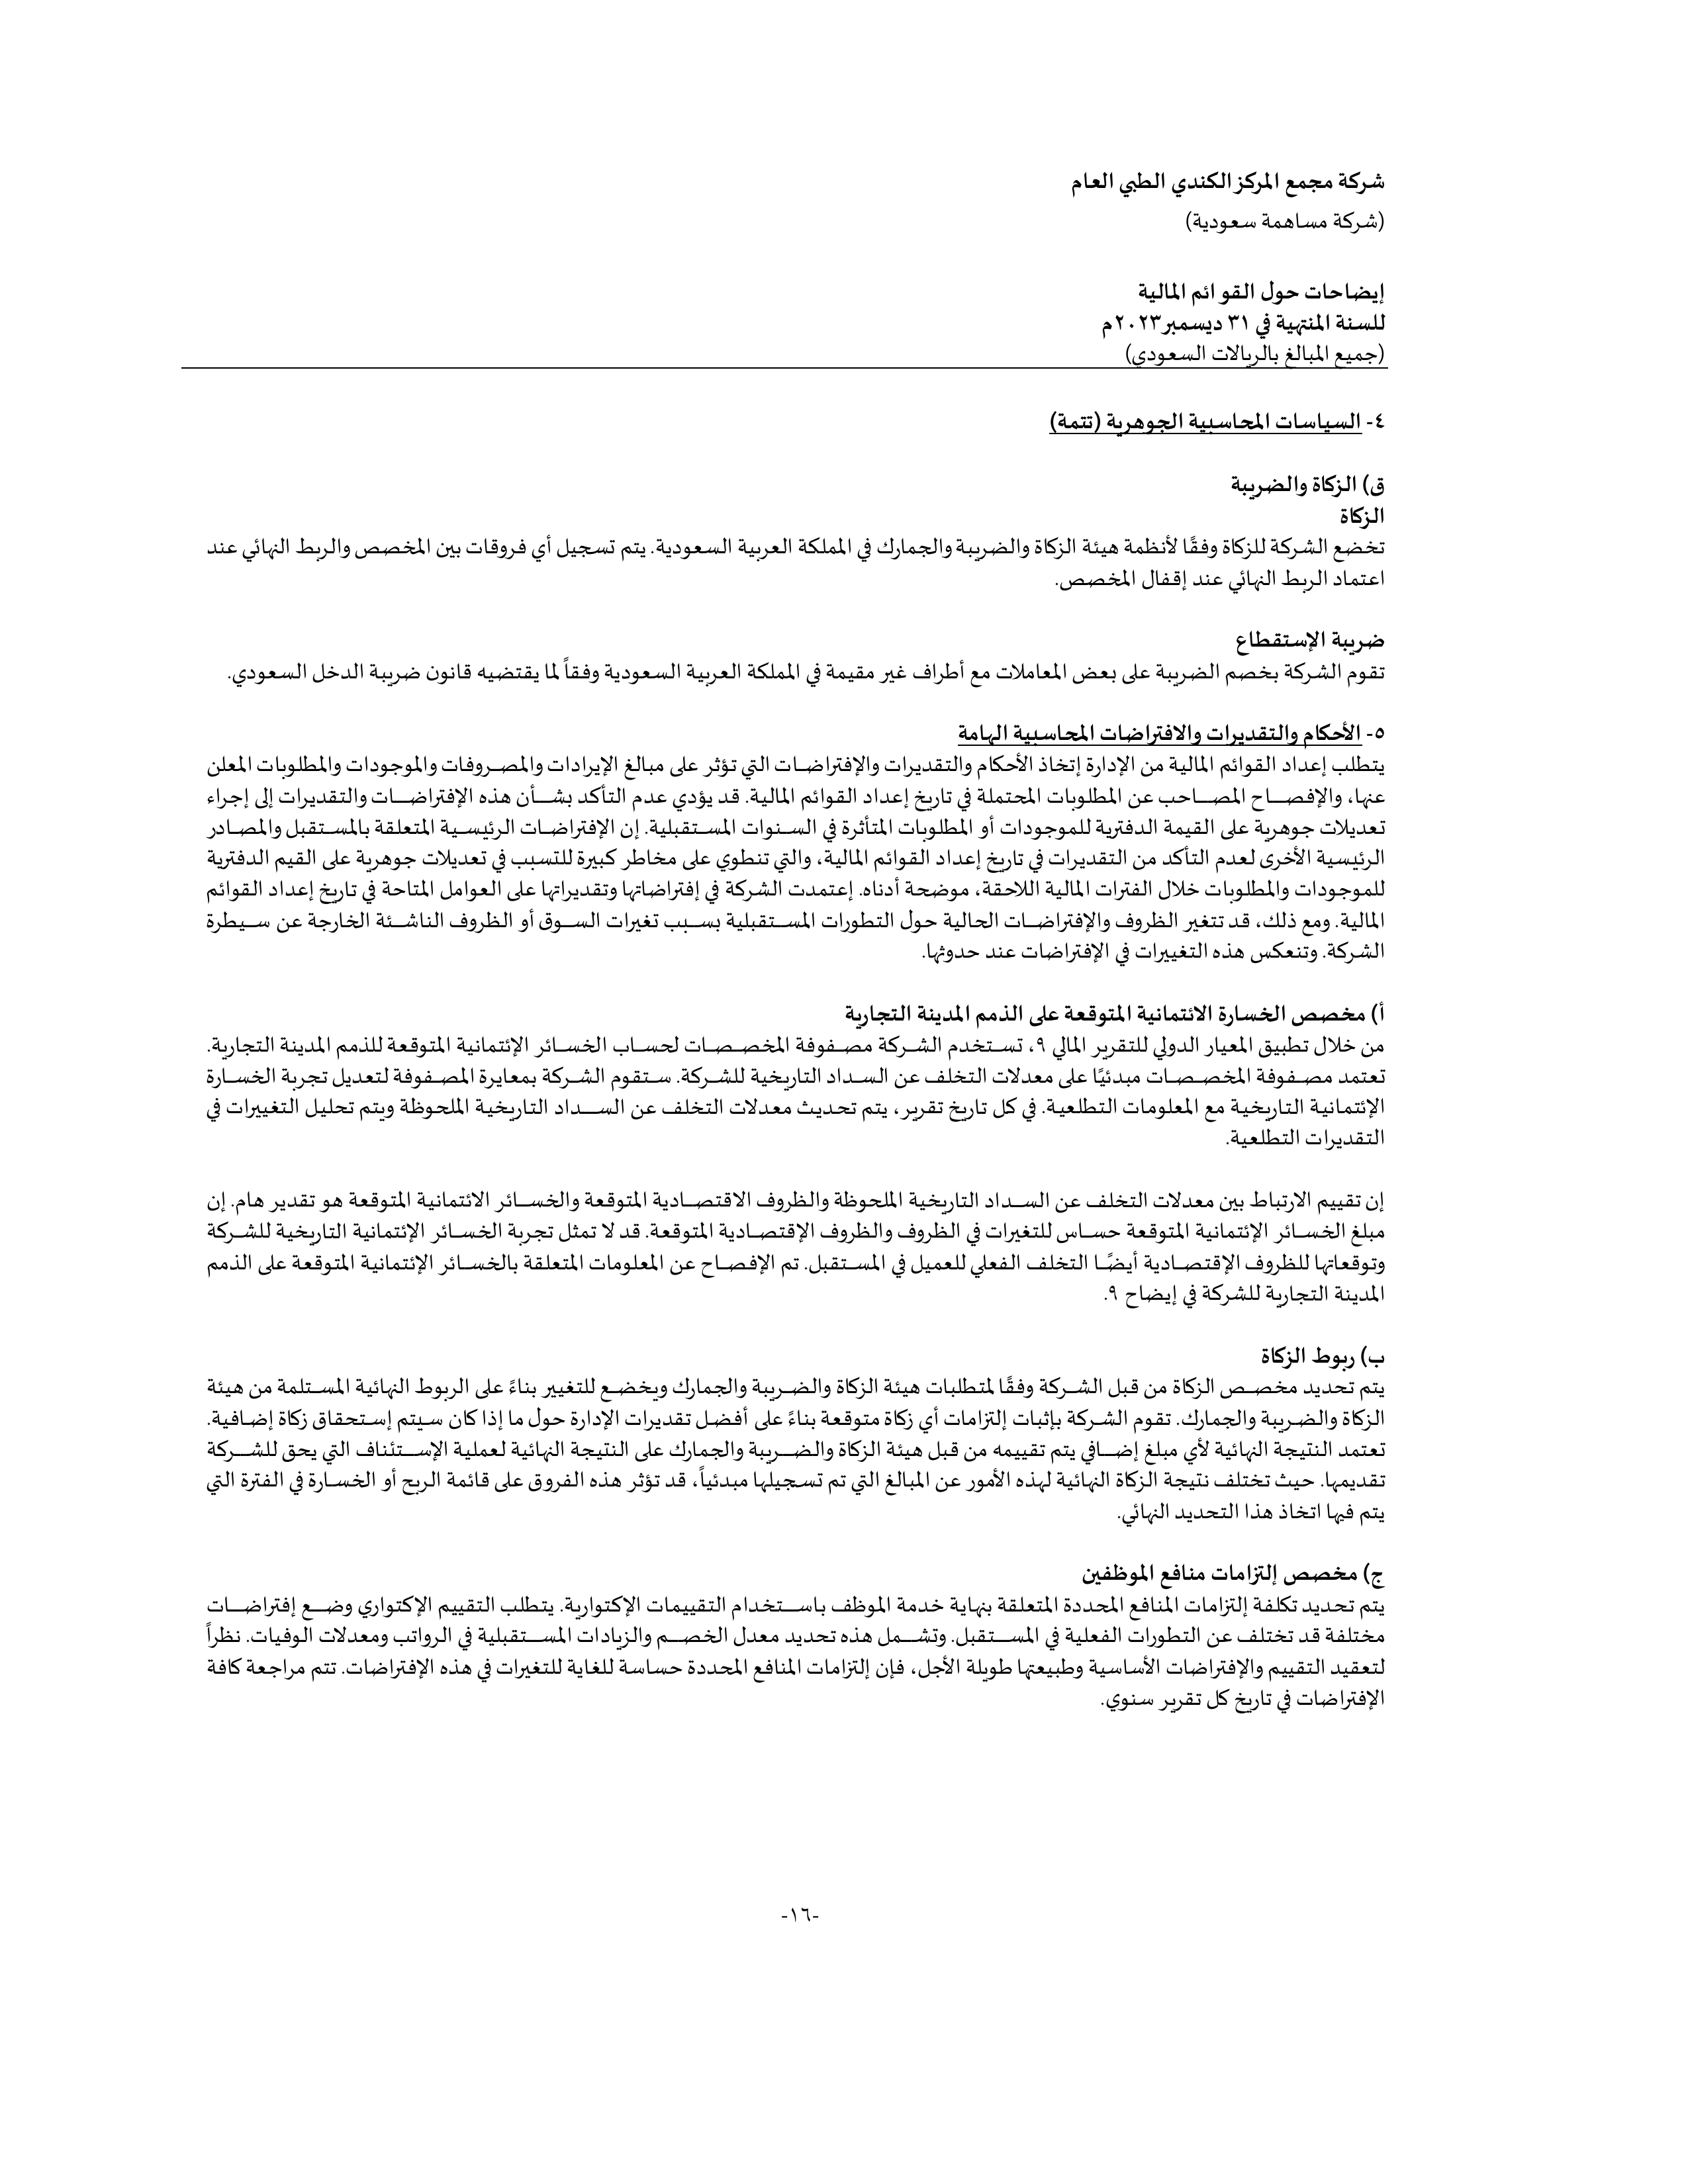 شركة مجمع المركز الكندي الطبي العام
(شركة مساهمة سعودية)
إيضاحات حول القوائم المالية
للسنة المنتهية في ٣١ ديسمبر٢٠٢٣م
(جميع المبالغ بالريالات السعودي)
٤- السياسات المحاسبية الجوهرية (تتمة)
ق) الزكاة والضريبة
الزكاة
تخضع الشركة للزكاة وفقًا لأنظمة هيئة الزكاة والضريبة والجمارك في المملكة العربية السعودية. يتم تسجيل أي فروقات بين المخصص والربط النهائي عند
اعتماد الربط النهائي عند إقفال المخصص.
ضريبة الإستقطاع
تقوم الشركة بخصم الضريبة على بعض المعاملات مع أطراف غير مقيمة في المملكة العربية السعودية وفقاً لما يقتضيه قانون ضريبة الدخل السعودي.
٥- الأحكام والتقديرات والافتراضات المحاسبية الهامة
يتطلب إعداد القوائم المالية من الإدارة إتخاذ الأحكام والتقديرات والإفتراضات التي تؤثر على مبالغ الإيرادات والمصروفات والموجودات والمطلوبات المعلن
عنها، والإفصاح المصاحب عن المطلوبات المحتملة في تاريخ إعداد القوائم المالية. قد يؤدي عدم التأكد بشأن هذه الإفتراضات والتقديرات إلى إجراء
تعديلات جوهرية على القيمة الدفترية للموجودات أو المطلوبات المتأثرة في السنوات المستقبلية. إن الإفتراضات الرئيسية المتعلقة بالمستقبل والمصادر
الرئيسية الأخرى لعدم التأكد من التقديرات في تاريخ إعداد القوائم المالية، والتي تنطوي على مخاطر كبيرة للتسبب في تعديلات جوهرية على القيم الدفترية
للموجودات والمطلوبات خلال الفترات المالية اللاحقة، موضحة أدناه. إعتمدت الشركة في إفتراضاتها وتقديراتها على العوامل المتاحة في تاريخ إعداد القوائم
المالية. ومع ذلك، قد تتغير الظروف والإفتراضات الحالية حول التطورات المستقبلية بسبب تغيرات السوق أو الظروف الناشئة الخارجة عن سيطرة
الشركة. وتنعكس هذه التغييرات في الإفتراضات عند حدوثها.
أ) مخصص الخسارة الائتمانية المتوقعة على الذمم المدينة التجارية
من خلال تطبيق المعيار الدولي للتقرير المالي ٩، تستخدم الشركة مصفوفة المخصصات لحساب الخسائر الإئتمانية المتوقعة للذمم المدينة التجارية.
تعتمد مصفوفة المخصصات مبدئيًا على معدلات التخلف عن السداد التاريخية للشركة. ستقوم الشركة بمعايرة المصفوفة لتعديل تجربة الخسارة
الإئتمانية التاريخية مع المعلومات التطلعية. في كل تاريخ تقرير، يتم تحديث معدلات التخلف عن السداد التاريخية الملحوظة ويتم تحليل التغييرات في
التقديرات التطلعية.
إن تقييم الارتباط بين معدلات التخلف عن السداد التاريخية الملحوظة والظروف الاقتصادية المتوقعة والخسائر الائتمانية المتوقعة هو تقدير هام. إن
مبلغ الخسائر الإئتمانية المتوقعة حساس للتغيرات في الظروف والظروف الإقتصادية المتوقعة. قد لا تمثل تجربة الخسائر الإئتمانية التاريخية للشركة
وتوقعاتها للظروف الإقتصادية أيضًا التخلف الفعلي للعميل في المستقبل. تم الإفصاح عن المعلومات المتعلقة بالخسائر الإئتمانية المتوقعة على الذمم
المدينة التجارية للشركة في إيضاح ٩.
ب) ربوط الزكاة
يتم تحديد مخصص الزكاة من قبل الشركة وفقًا لمتطلبات هيئة الزكاة والضريبة والجمارك ويخضع للتغيير بناءً على الربوط النهائية المستلمة من هيئة
الزكاة والضريبة والجمارك. تقوم الشركة بإثبات إلتزامات أي زكاة متوقعة بناءً على أفضل تقديرات الإدارة حول ما إذا كان سيتم إستحقاق زكاة إضافية.
تعتمد النتيجة النهائية لأي مبلغ إضافي يتم تقييمه من قبل هيئة الزكاة والضريبة والجمارك على النتيجة النهائية لعملية الإستئناف التي يحق للشركة
تقديمها. حيث تختلف نتيجة الزكاة النهائية لهذه الأمور عن المبالغ التي تم تسجيلها مبدئياً، قد تؤثر هذه الفروق على قائمة الربح أو الخسارة في الفترة التي
يتم فيها اتخاذ هذا التحديد النهائي.
ج) مخصص إلتزامات منافع الموظفين
يتم تحديد تكلفة إلتزامات المنافع المحددة المتعلقة بنهاية خدمة الموظف باستخدام التقييمات الإكتوارية. يتطلب التقييم الإكتواري وضع إفتراضات
مختلفة قد تختلف عن التطورات الفعلية في المستقبل. وتشمل هذه تحديد معدل الخصم والزيادات المستقبلية في الرواتب ومعدلات الوفيات. نظراً
لتعقيد التقييم والإفتراضات الأساسية وطبيعتها طويلة الأجل، فإن إلتزامات المنافع المحددة حساسة للغاية للتغيرات في هذه الإفتراضات. تتم مراجعة كافة
الإفتراضات في تاريخ كل تقرير سنوي.
-١٦-